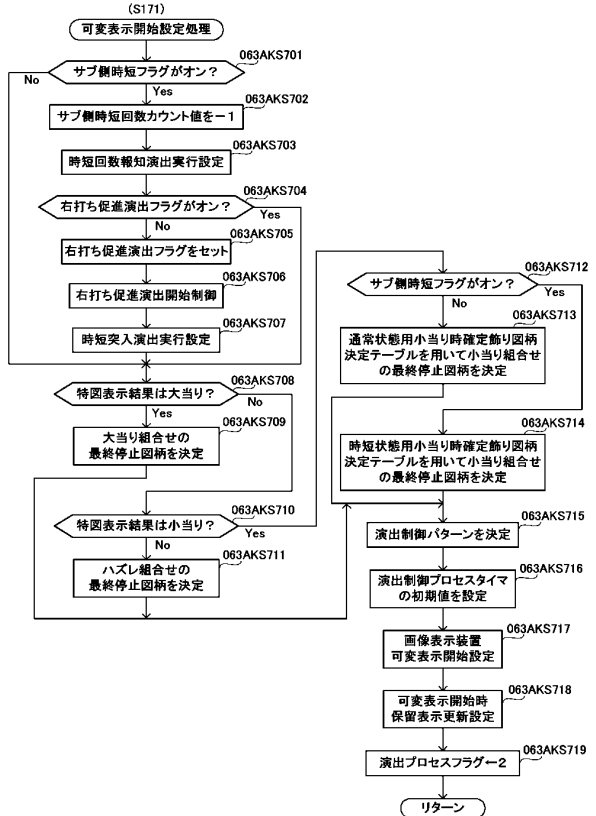 (S171)
可変表示開始設定処理
063AKS701
サブ側時短フラグがオン？
No
Yes
063AKS702
サブ側時短回数カウント値を－１
063AKS703
時短回数報知演出実行設定
063AKS704
右打ち促進演出フラグがオン？
Yes
No
063AKS705
右打ち促進演出フラグをセット
063AKS706
右打ち促進演出開始制御
063AKS707
時短突入演出実行設定
063AKS708
特図表示結果は大当り？
No
Yes
063AKS709
大当り組合せの
最終停止図柄を決定
063AKS710
特図表示結果は小当り？
Yes
No
063AKS711
ハズレ組合せの
最終停止図柄を決定
063AKS712
サブ側時短フラグがオン？
Yes
No
063AKS713
通常状態用小当り時確定飾り図柄
決定テーブルを用いて小当り組合せ
の最終停止図柄を決定
063AKS714
時短状態用小当り時確定飾り図柄
決定テーブルを用いて小当り組合せ
の最終停止図柄を決定
063AKS715
演出制御パターンを決定
063AKS716
演出制御プロセスタイマ
の初期値を設定
063AKS717
画像表示装置
可変表示開始設定
063AKS718
可変表示開始時
保留表示更新設定
063AKS719
演出プロセスフラグ←２
リターン